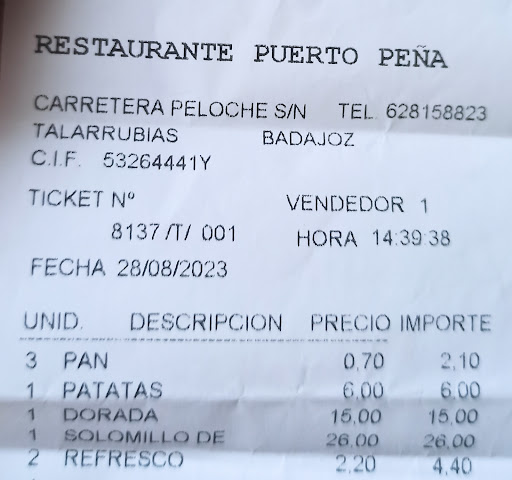 RESTAURANTE PUERTO PEÑA
CARRETERA PELOCHE S/N TEL. 628158823
TALARRUBIAS BADAJOZ
C.I.F. 53264441Y
TICKET Nº VENDEDOR 1
8137 /T/ 001 HORA 14:39:38
FECHA 28/08/2023
UNID. DESCRIPCION PRECIO IMPORTE
3 PAN 0,70 2,10
1 PATATAS 6,00 6,00
1 DORADA 15,00 15,00
1 SOLOMILLO DE 26,00 26,00
2 REFRESCO 2,20 4,40